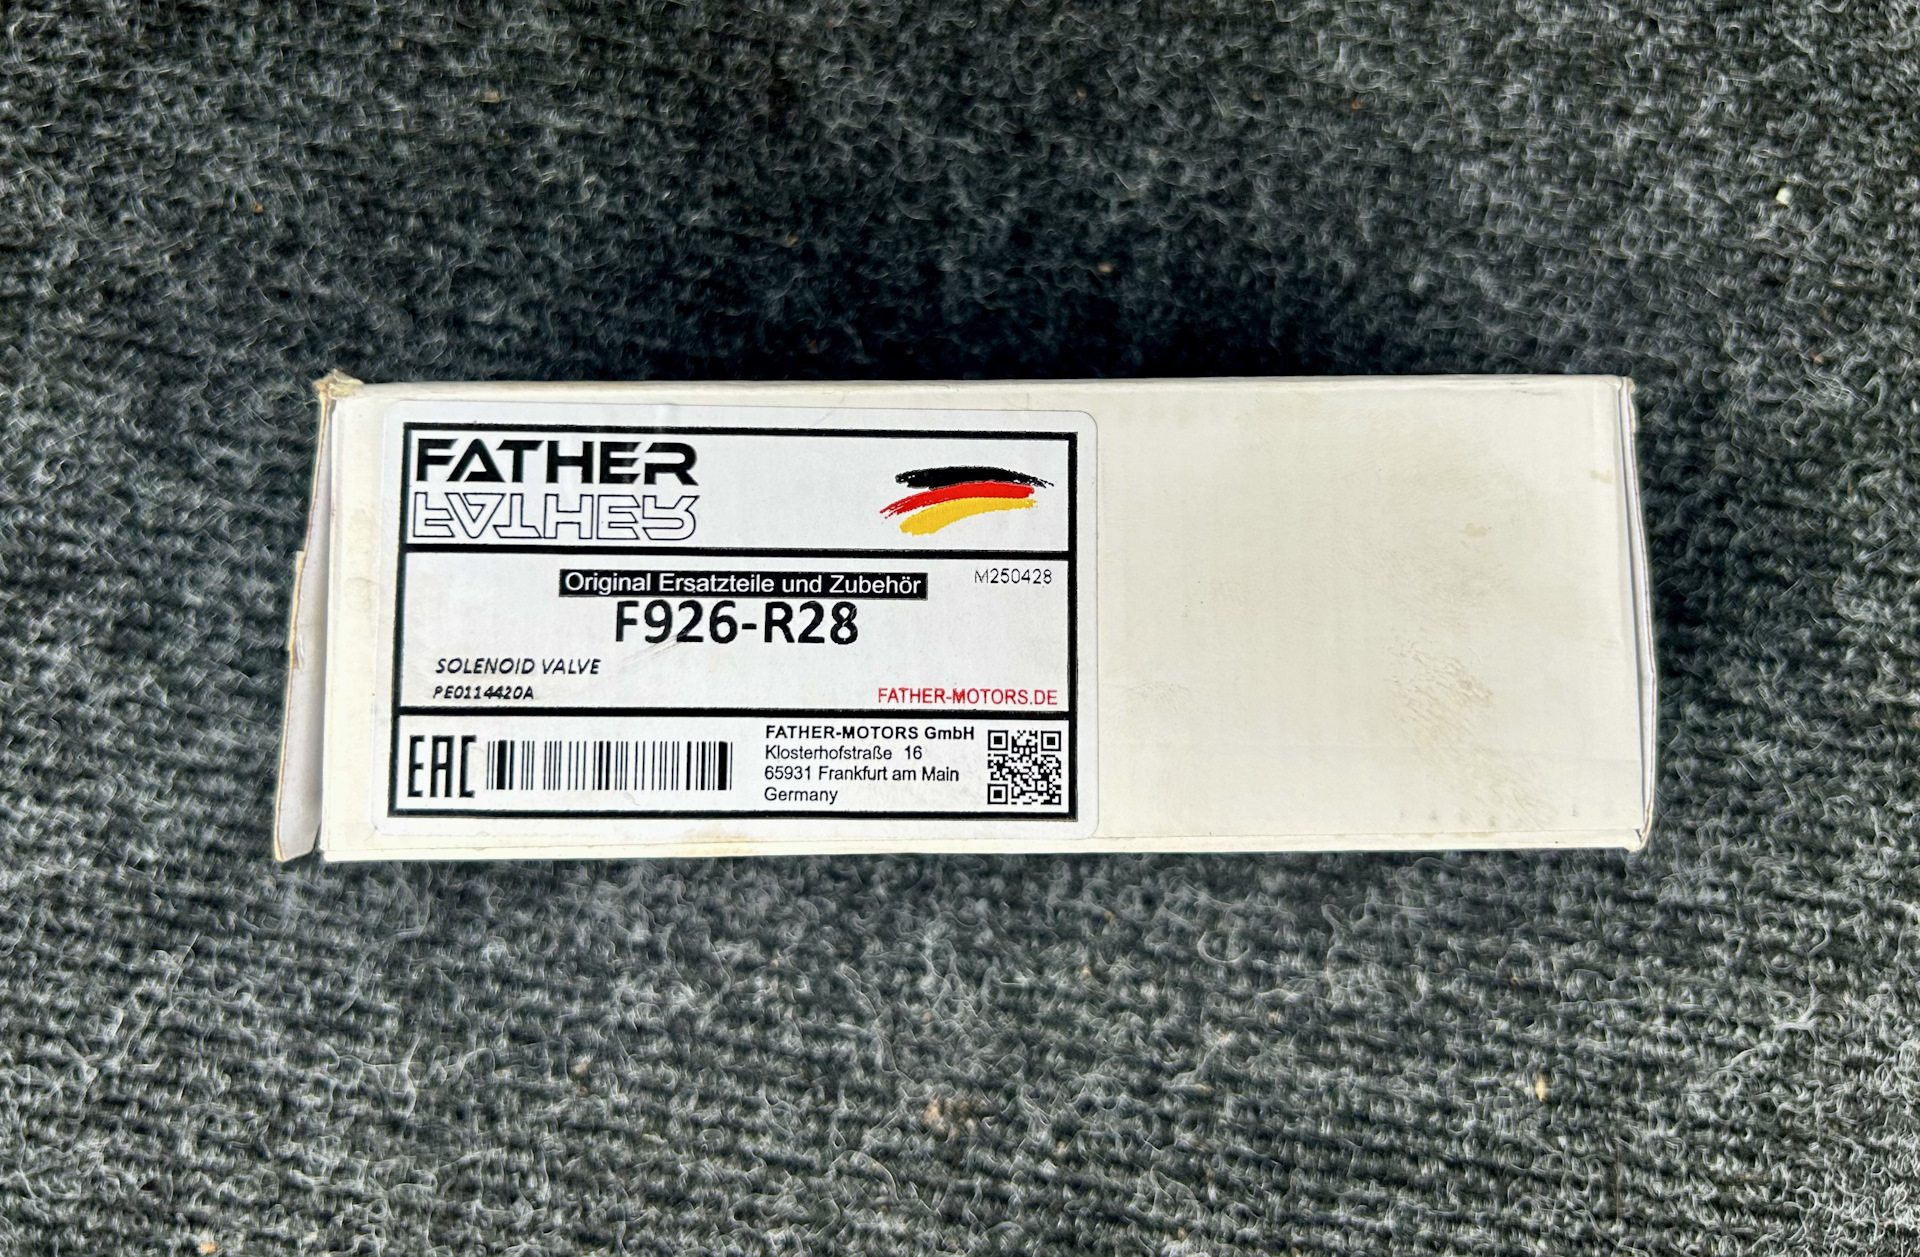 FATHER
FATHER
Original Ersatzteile und Zubehör
M250428
F926-R28
SOLENOID VALVE
PE0114420A
FATHER-MOTORS.DE
EAC
FATHER-MOTORS GmbH
Klosterhofstraße 16
65931 Frankfurt am Main
Germany